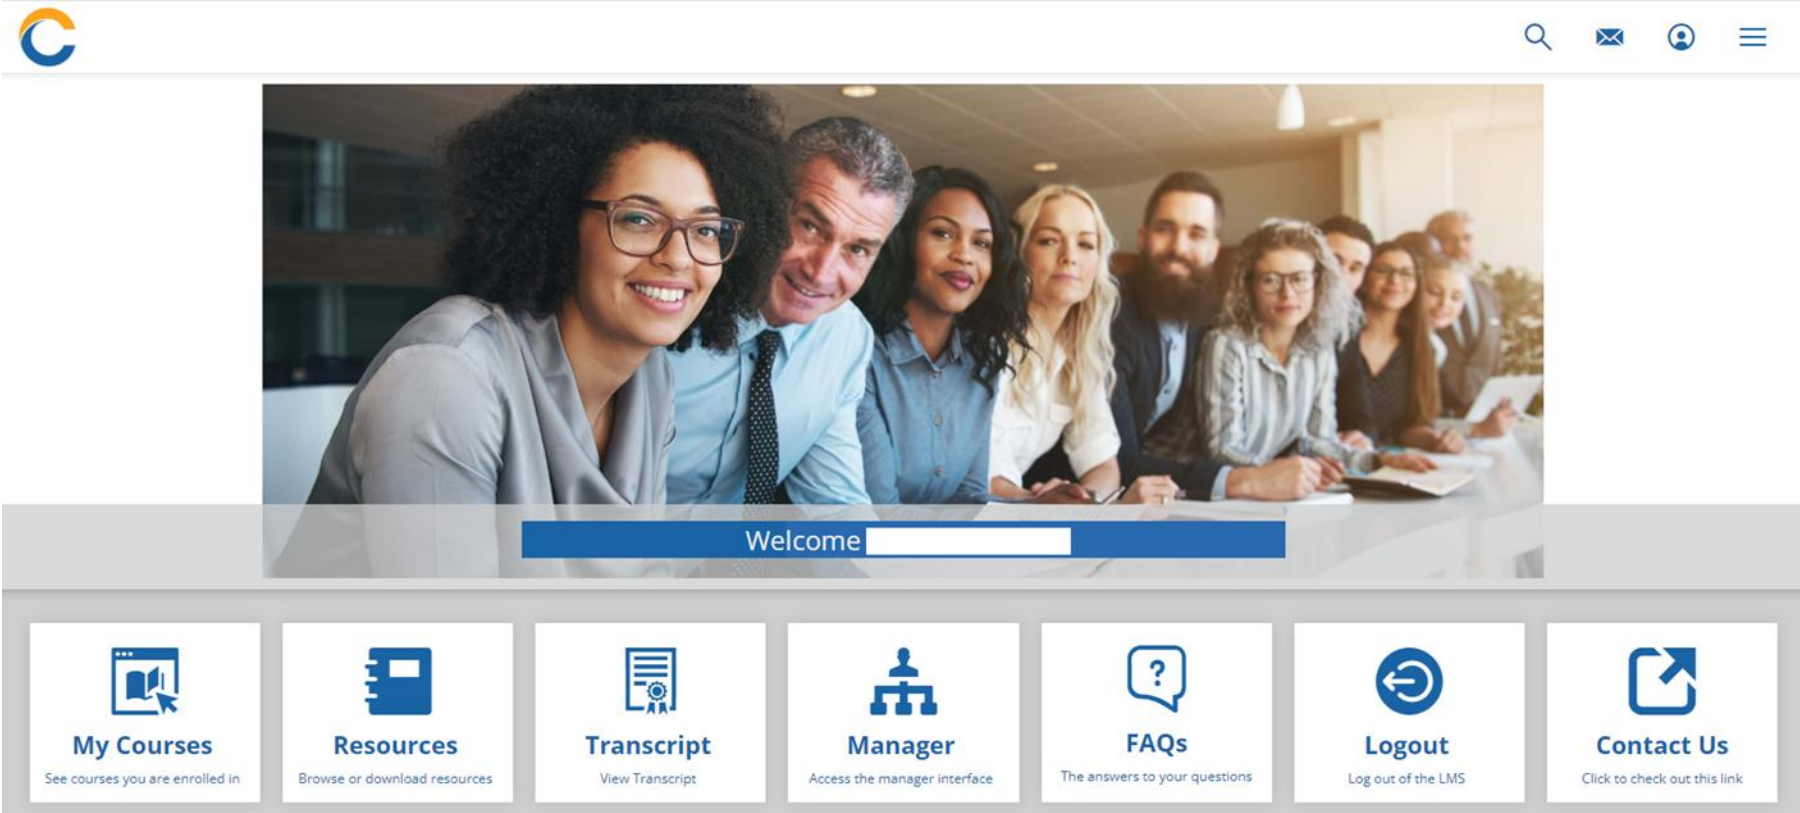 Welcome
My Courses
See courses you are enrolled in
Resources
Browse or download resources
Transcript
View Transcript
Manager
Access the manager interface
?
FAQs
The answers to your questions
Logout
Log out of the LMS
Contact Us
Click to check out this link